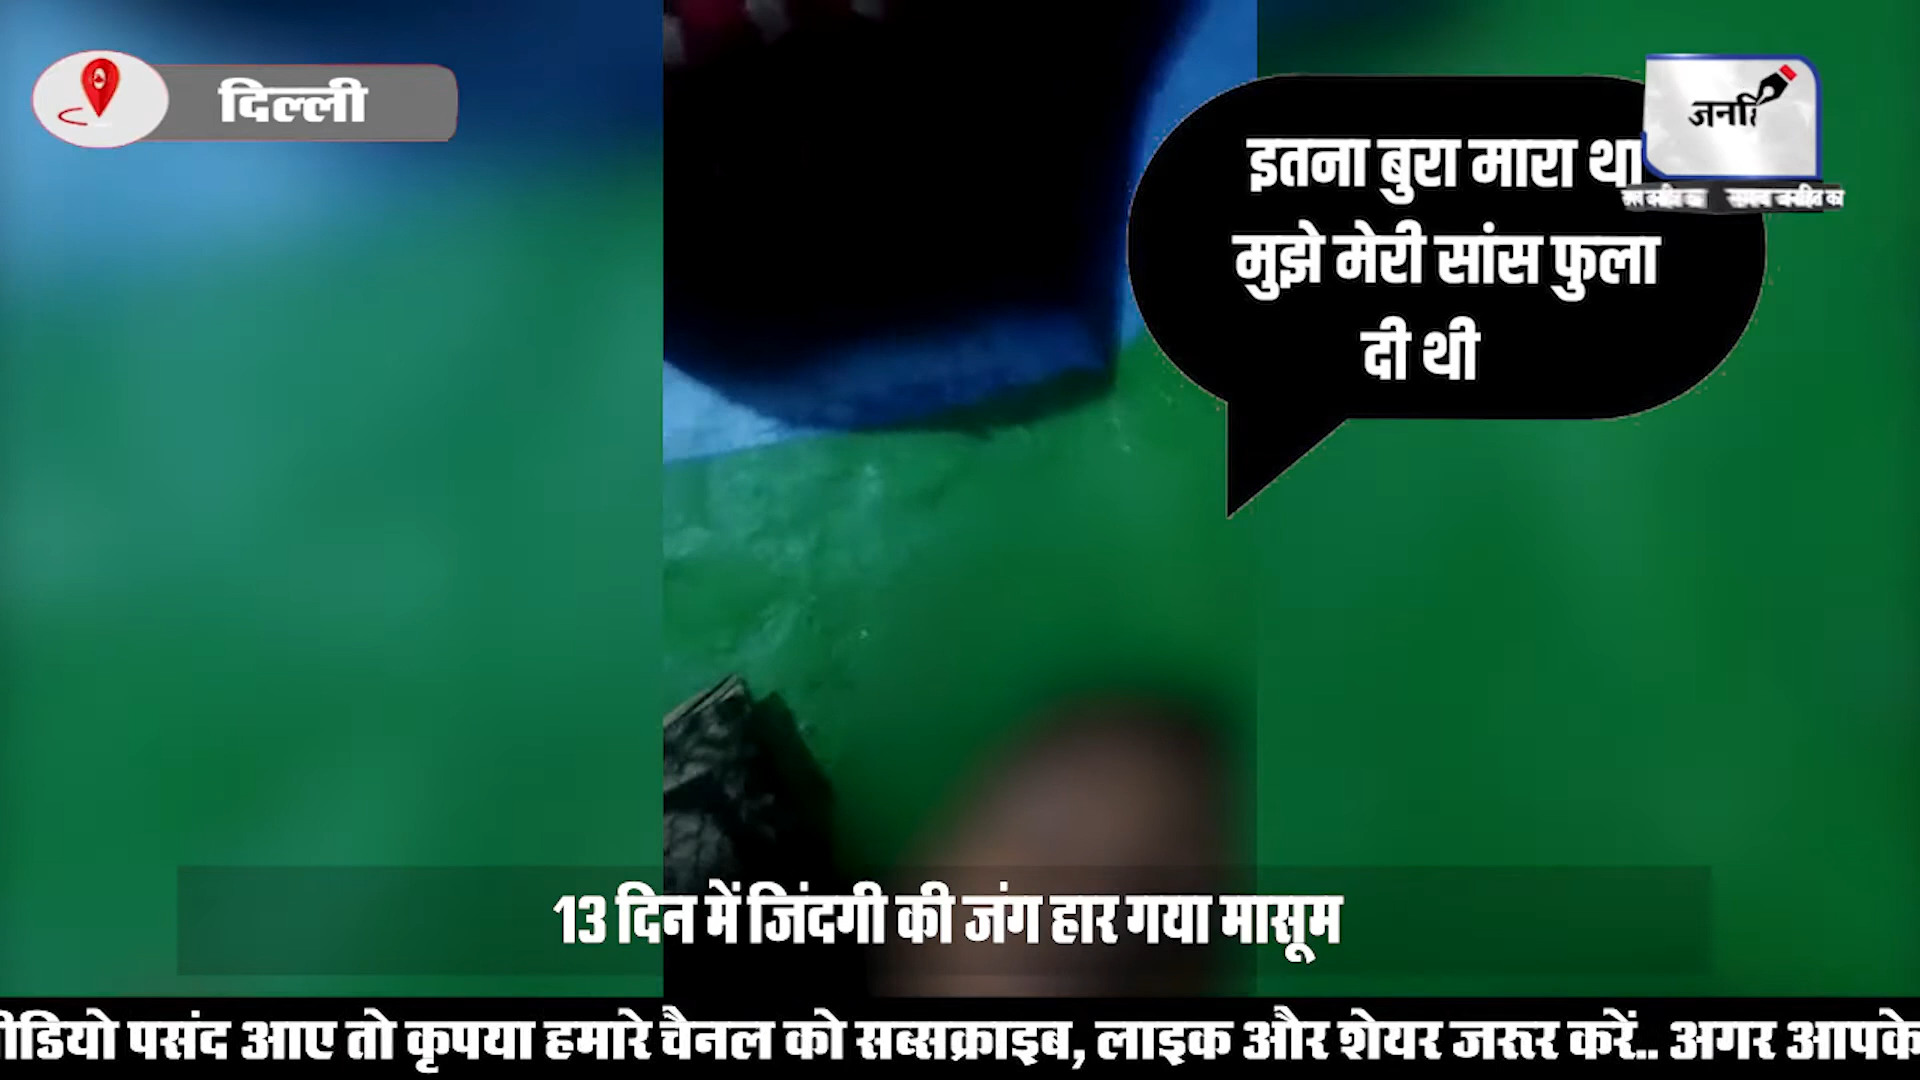 दिल्ली
इतना बुरा मारा था
मुझे मेरी सांस फुला
दी थी
जनहि
13 दिन में जिंदगी की जंग हार गया मासूम
पसंद आए तो कृपया हमारे चैनल को सब्सक्राइब, लाइक और शेयर जरूर करें.. अगर आपके